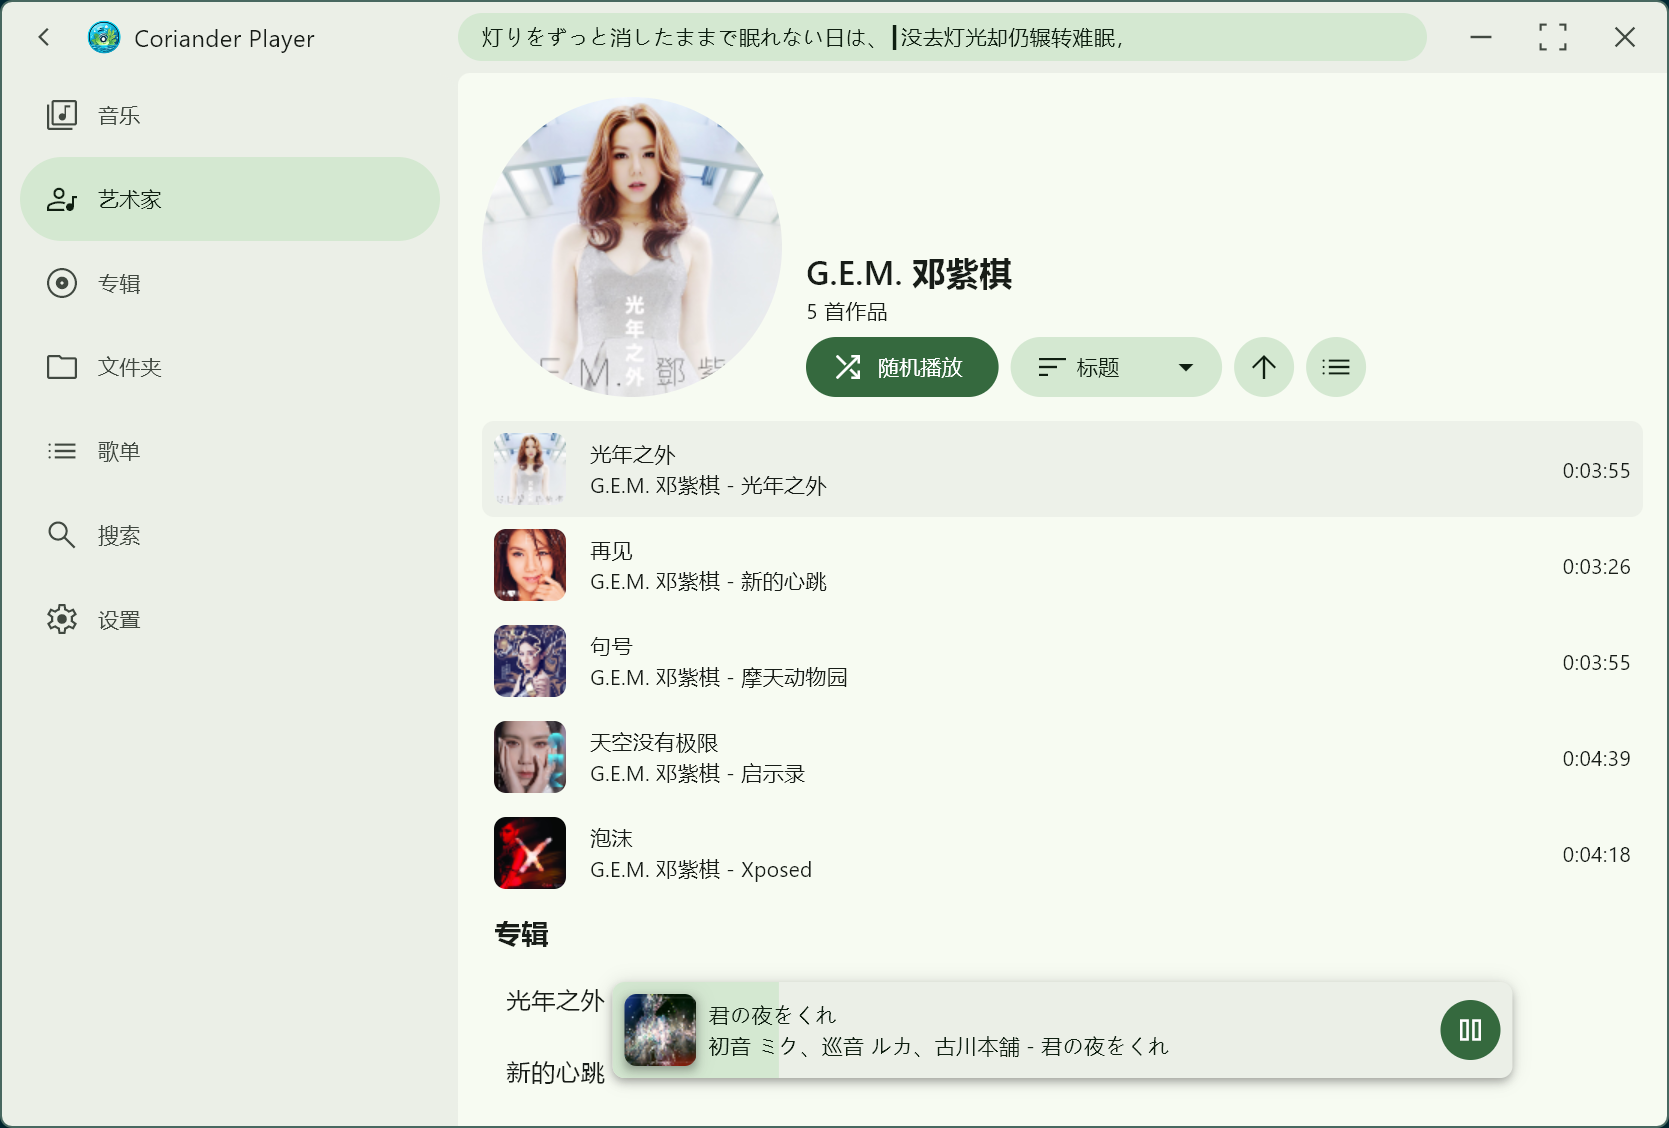 Coriander Player
灯りをずっと消したままで眠れない日は、┃没去灯光却仍辗转难眠，
音乐
艺术家
专辑
文件夹
歌单
搜索
设置
光年之外
G.E.M. 鄧紫
G.E.M. 邓紫棋
5 首作品
随机播放
标题
光年之外
G.E.M. 邓紫棋 - 光年之外
0:03:55
再见
G.E.M. 邓紫棋 - 新的心跳
0:03:26
句号
G.E.M. 邓紫棋 - 摩天动物园
0:03:55
天空没有极限
G.E.M. 邓紫棋 - 启示录
0:04:39
泡沫
G.E.M. 邓紫棋 - Xposed
0:04:18
专辑
光年之外
新的心跳
君の夜をくれ
初音 ミク、巡音 ルカ、古川本舗 - 君の夜をくれ